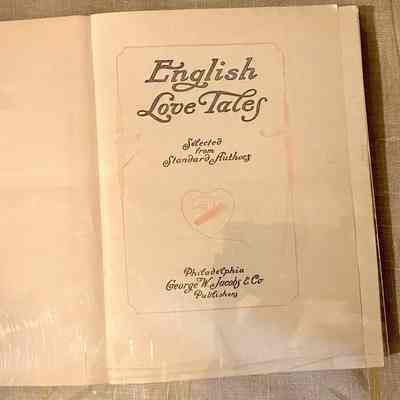 English
Love Tales
Selected
from
Standard Authors
Philadelphia
George W. Jacobs & Co
Publishers